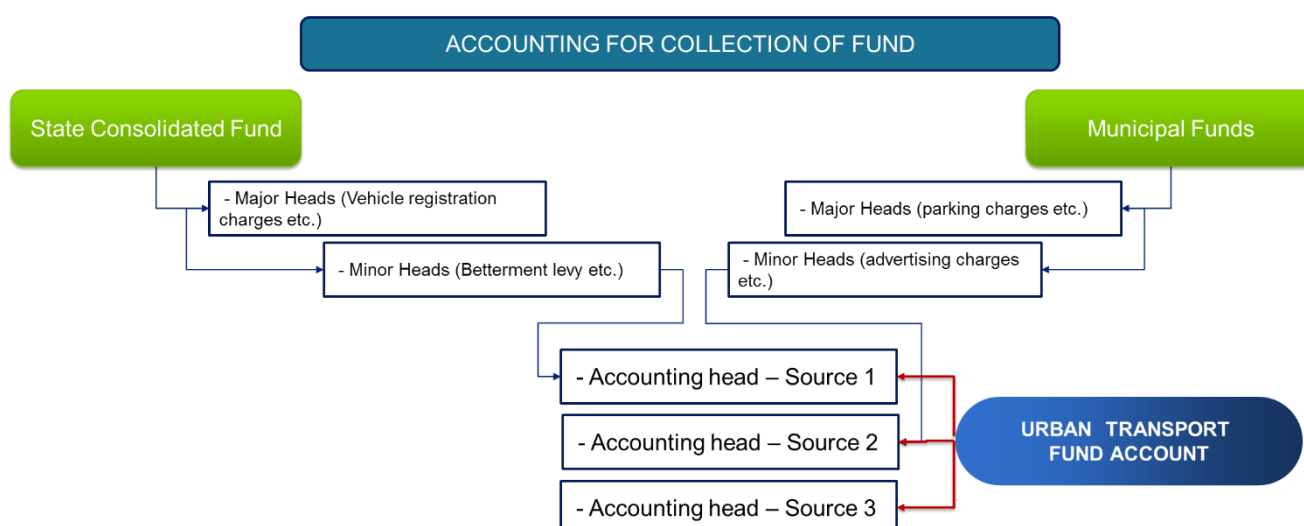 ACCOUNTING FOR COLLECTION OF FUND
State Consolidated Fund
Municipal Funds
- Major Heads (Vehicle registration
charges etc.)
- Major Heads (parking charges etc.)
- Minor Heads (Betterment levy etc.)
- Minor Heads (advertising charges
etc.)
- Accounting head – Source 1
- Accounting head – Source 2
- Accounting head – Source 3
URBAN TRANSPORT
FUND ACCOUNT